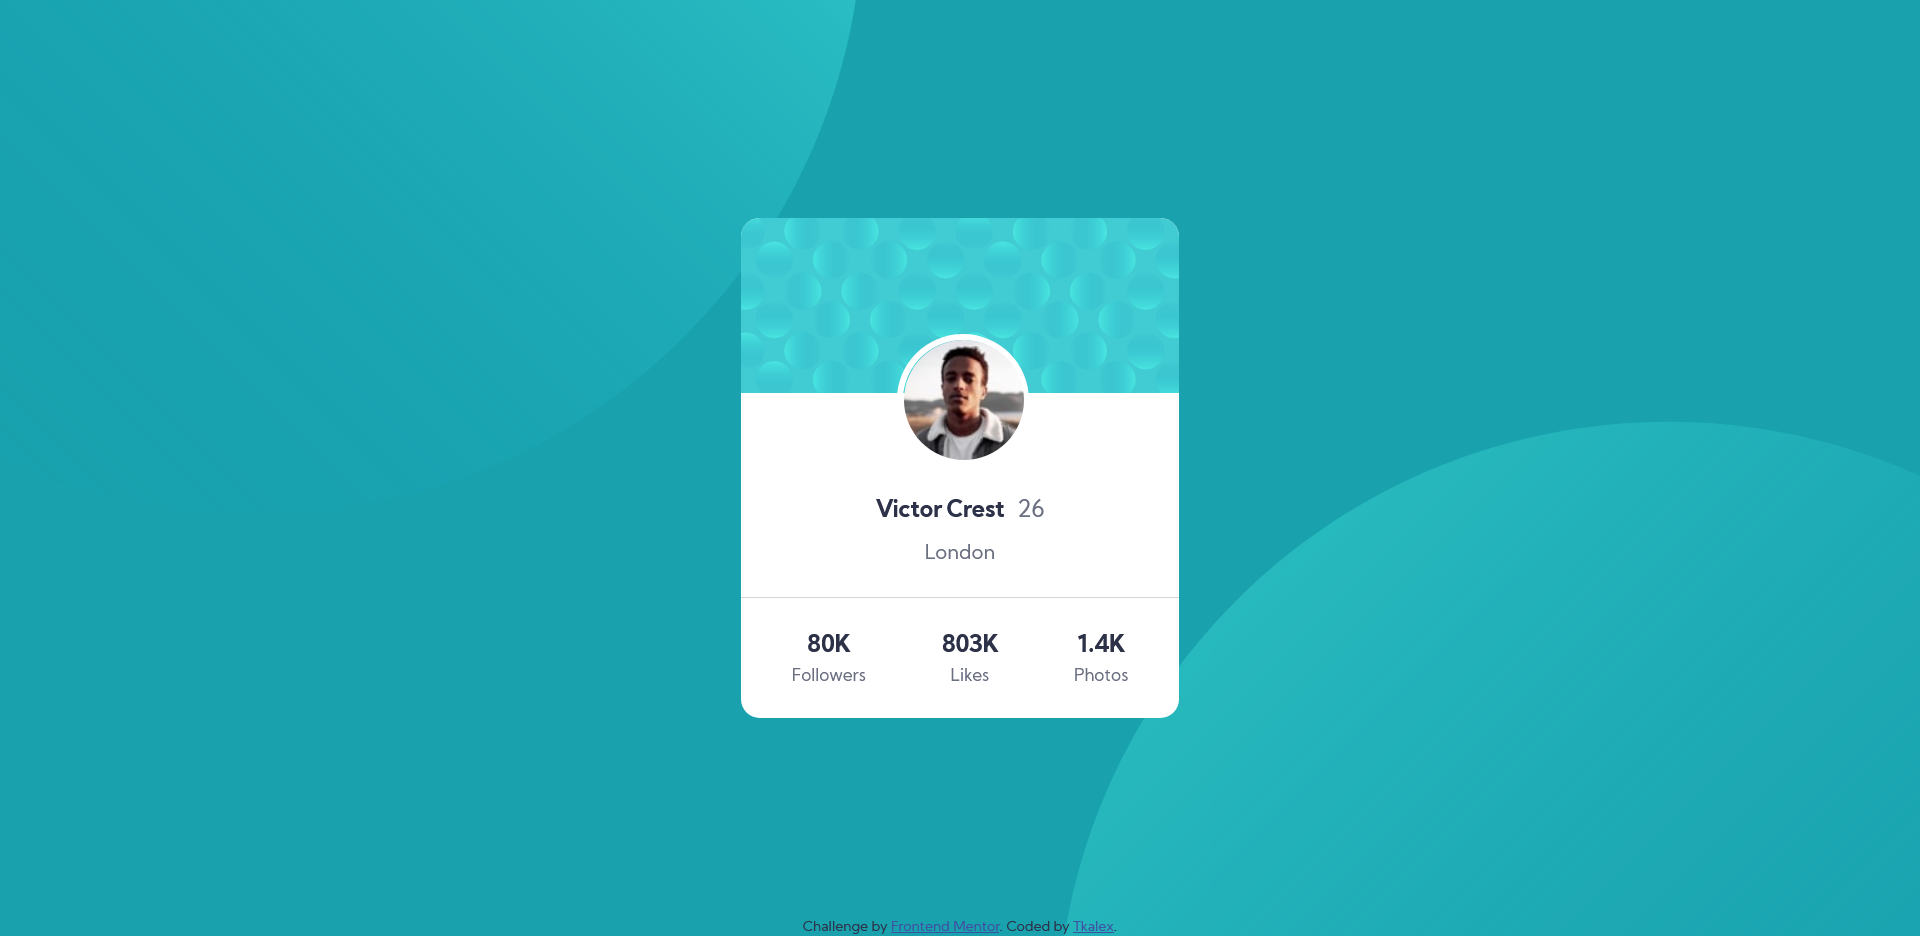 Victor Crest 26
London
80K 803K 1.4K
Followers Likes Photos
Challenge by Frontend Mentor. Coded by Tkalex.